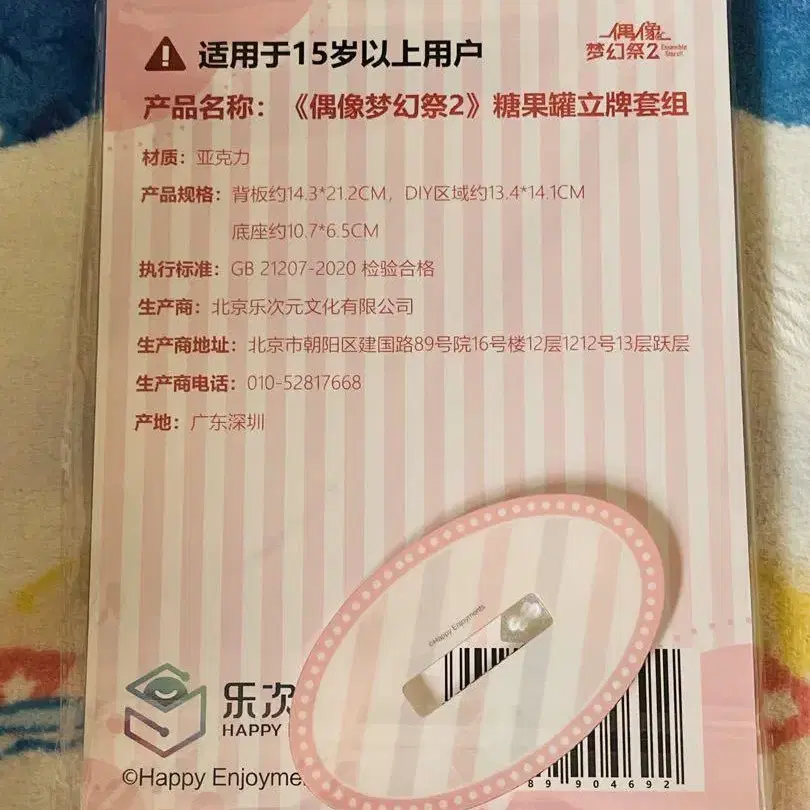 适用于15岁以上用户
偶像
梦幻祭2
Ensemble
Stars!!
产品名称：《偶像梦幻祭2》糖果罐立牌套组
材质：亚克力
产品规格：背板约14.3*21.2CM，DIY区域约13.4*14.1CM
底座约10.7*6.5CM
执行标准：GB 21207-2020 检验合格
生产商：北京乐次元文化有限公司
生产商地址：北京市朝阳区建国路89号院16号楼12层1212号13层跃层
生产商电话：010-52817668
产地：广东深圳
©Happy Enjoyments
乐次
HAPPY
©Happy Enjoyme
89 904692